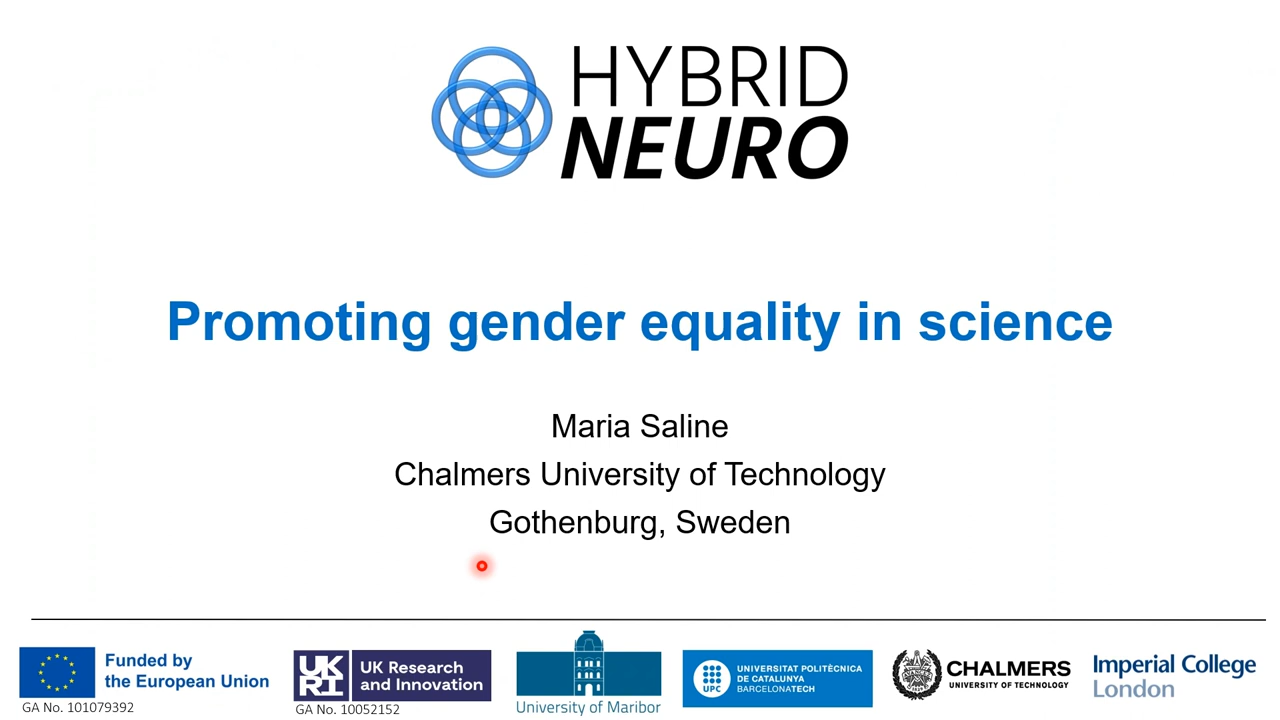 HYBRID
NEURO
Promoting gender equality in science
Maria Saline
Chalmers University of Technology
Gothenburg, Sweden
Funded by
the European Union
GA No. 101079392
UK
RI
UK Research
and Innovation
GA No. 10052152
University of Maribor
UPC
UNIVERSITAT POLITÈCNICA
DE CATALUNYA
BARCELONATECH
CHALMERS
UNIVERSITY OF TECHNOLOGY
Imperial College
London